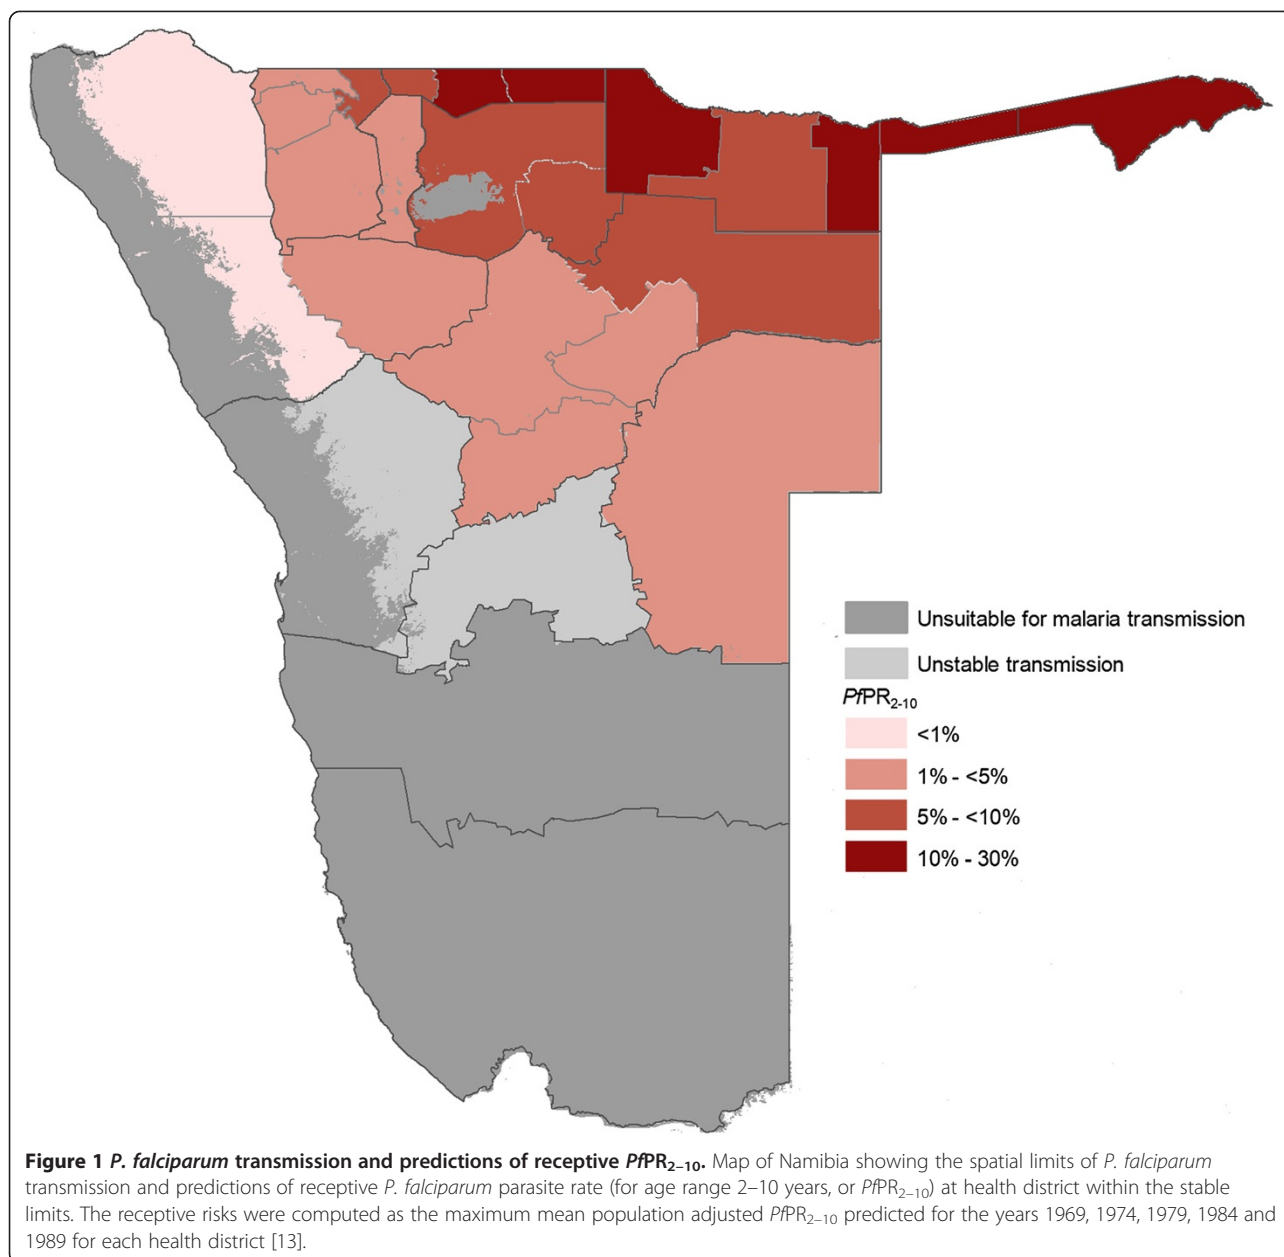 Unsuitable for malaria transmission
Unstable transmission
PfPR2-10
<1%
1% - <5%
5% - <10%
10% - 30%
Figure 1 P. falciparum transmission and predictions of receptive PfPR2–10. Map of Namibia showing the spatial limits of P. falciparum
transmission and predictions of receptive P. falciparum parasite rate (for age range 2–10 years, or PfPR2–10) at health district within the stable
limits. The receptive risks were computed as the maximum mean population adjusted PfPR2–10 predicted for the years 1969, 1974, 1979, 1984 and
1989 for each health district [13].